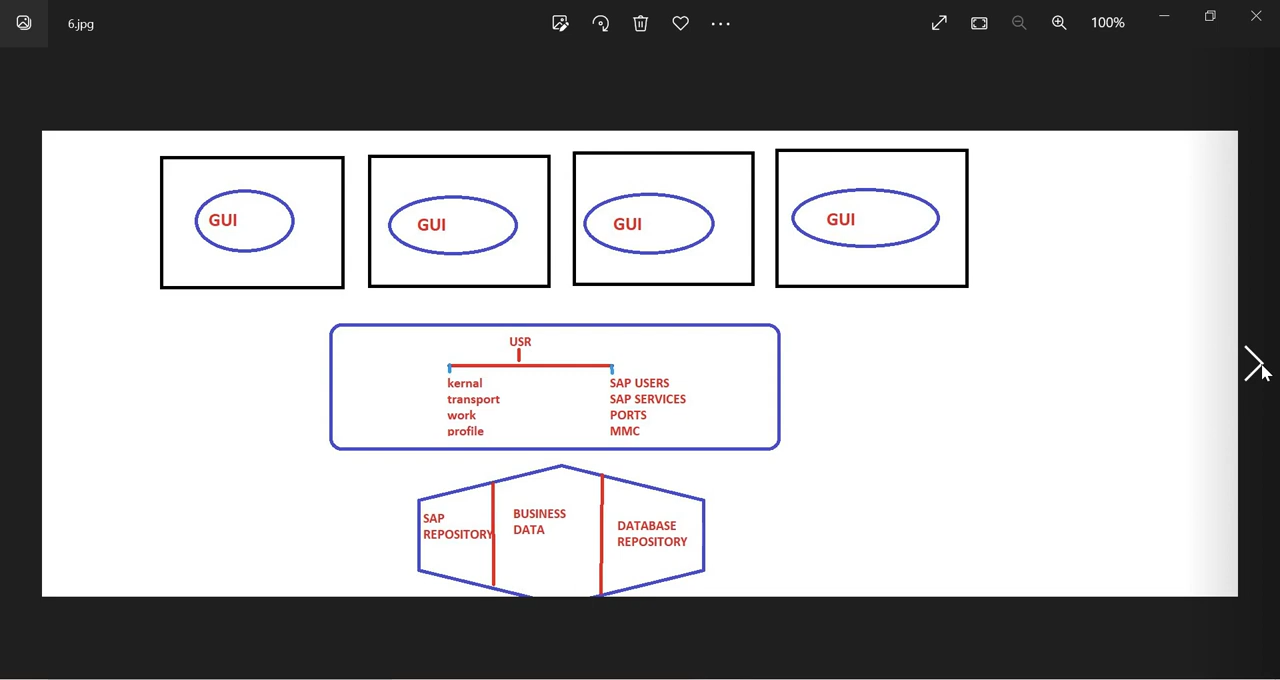 6.jpg
100%
GUI
GUI
GUI
GUI
USR
kernal
transport
work
profile
SAP USERS
SAP SERVICES
PORTS
MMC
SAP
REPOSITORY
BUSINESS
DATA
DATABASE
REPOSITORY